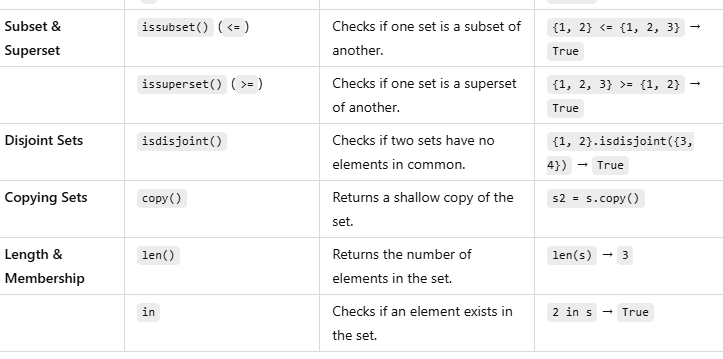 Subset & Superset
issubset() (<=)
Checks if one set is a subset of
another.
{1, 2} <= {1, 2, 3} →
True
issuperset() (>=)
Checks if one set is a superset
of another.
{1, 2, 3} >= {1, 2} →
True
Disjoint Sets
isdisjoint()
Checks if two sets have no
elements in common.
{1, 2}.isdisjoint({3,
4}) → True
Copying Sets
copy()
Returns a shallow copy of the
set.
s2 = s.copy()
Length &
Membership
len()
Returns the number of
elements in the set.
len(s) → 3
in
Checks if an element exists in
the set.
2 in s → True